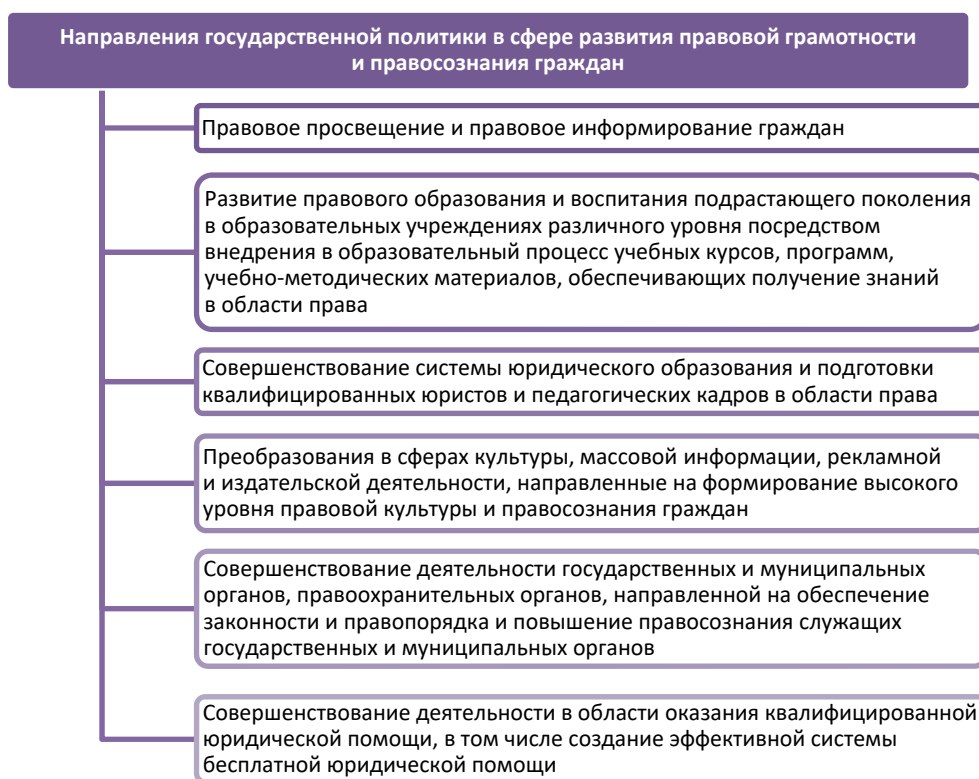 Направления государственной политики в сфере развития правовой грамотности
и правосознания граждан
Правовое просвещение и правовое информирование граждан
Развитие правового образования и воспитания подрастающего поколения
в образовательных учреждениях различного уровня посредством
внедрения в образовательный процесс учебных курсов, программ,
учебно-методических материалов, обеспечивающих получение знаний
в области права
Совершенствование системы юридического образования и подготовки
квалифицированных юристов и педагогических кадров в области права
Преобразования в сферах культуры, массовой информации, рекламной
и издательской деятельности, направленные на формирование высокого
уровня правовой культуры и правосознания граждан
Совершенствование деятельности государственных и муниципальных
органов, правоохранительных органов, направленной на обеспечение
законности и правопорядка и повышение правосознания служащих
государственных и муниципальных органов
Совершенствование деятельности в области оказания квалифицированной
юридической помощи, в том числе создание эффективной системы
бесплатной юридической помощи